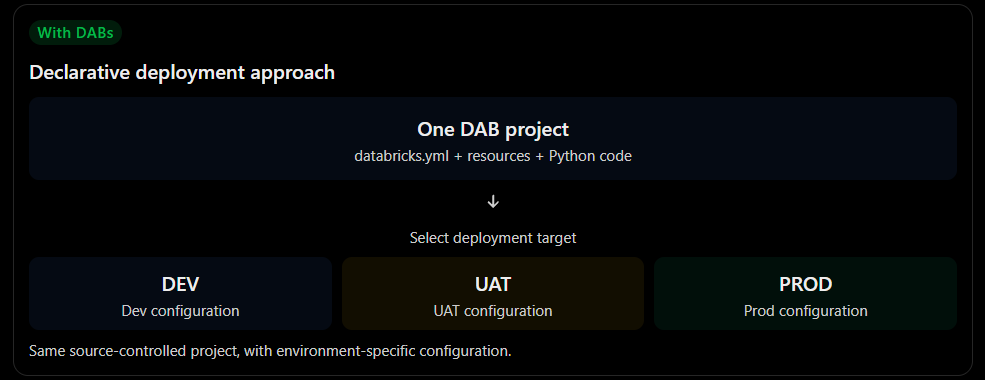 With DABs
Declarative deployment approach
One DAB project
databricks.yml + resources + Python code
Select deployment target
DEV
Dev configuration
UAT
UAT configuration
PROD
Prod configuration
Same source-controlled project, with environment-specific configuration.